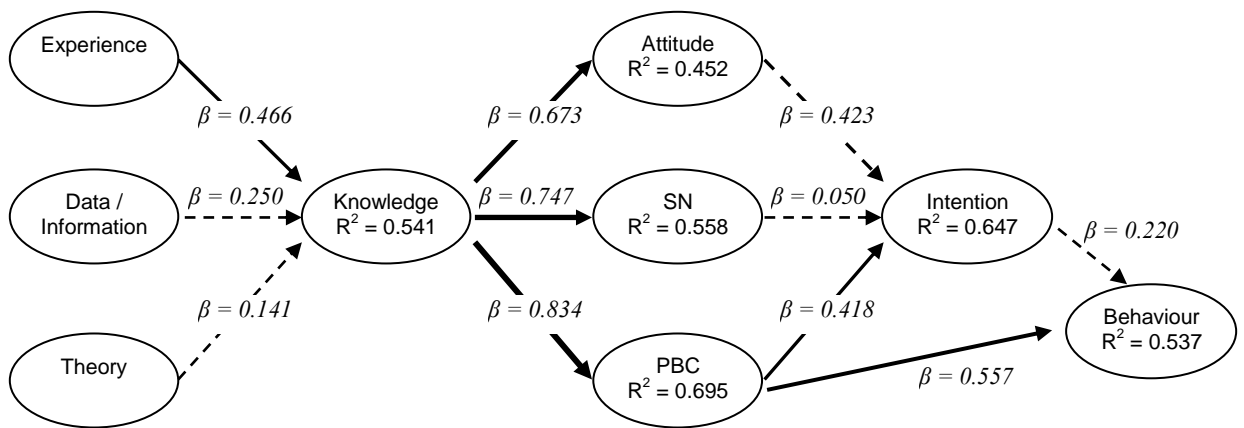 Experience
Attitude
R² = 0.452
β = 0.466
β = 0.673
β = 0.423
Data /
Information
β = 0.250
Knowledge
R² = 0.541
β = 0.747
SN
R² = 0.558
β = 0.050
Intention
R² = 0.647
β = 0.220
β = 0.141
β = 0.834
β = 0.418
Behaviour
R² = 0.537
Theory
PBC
R² = 0.695
β = 0.557